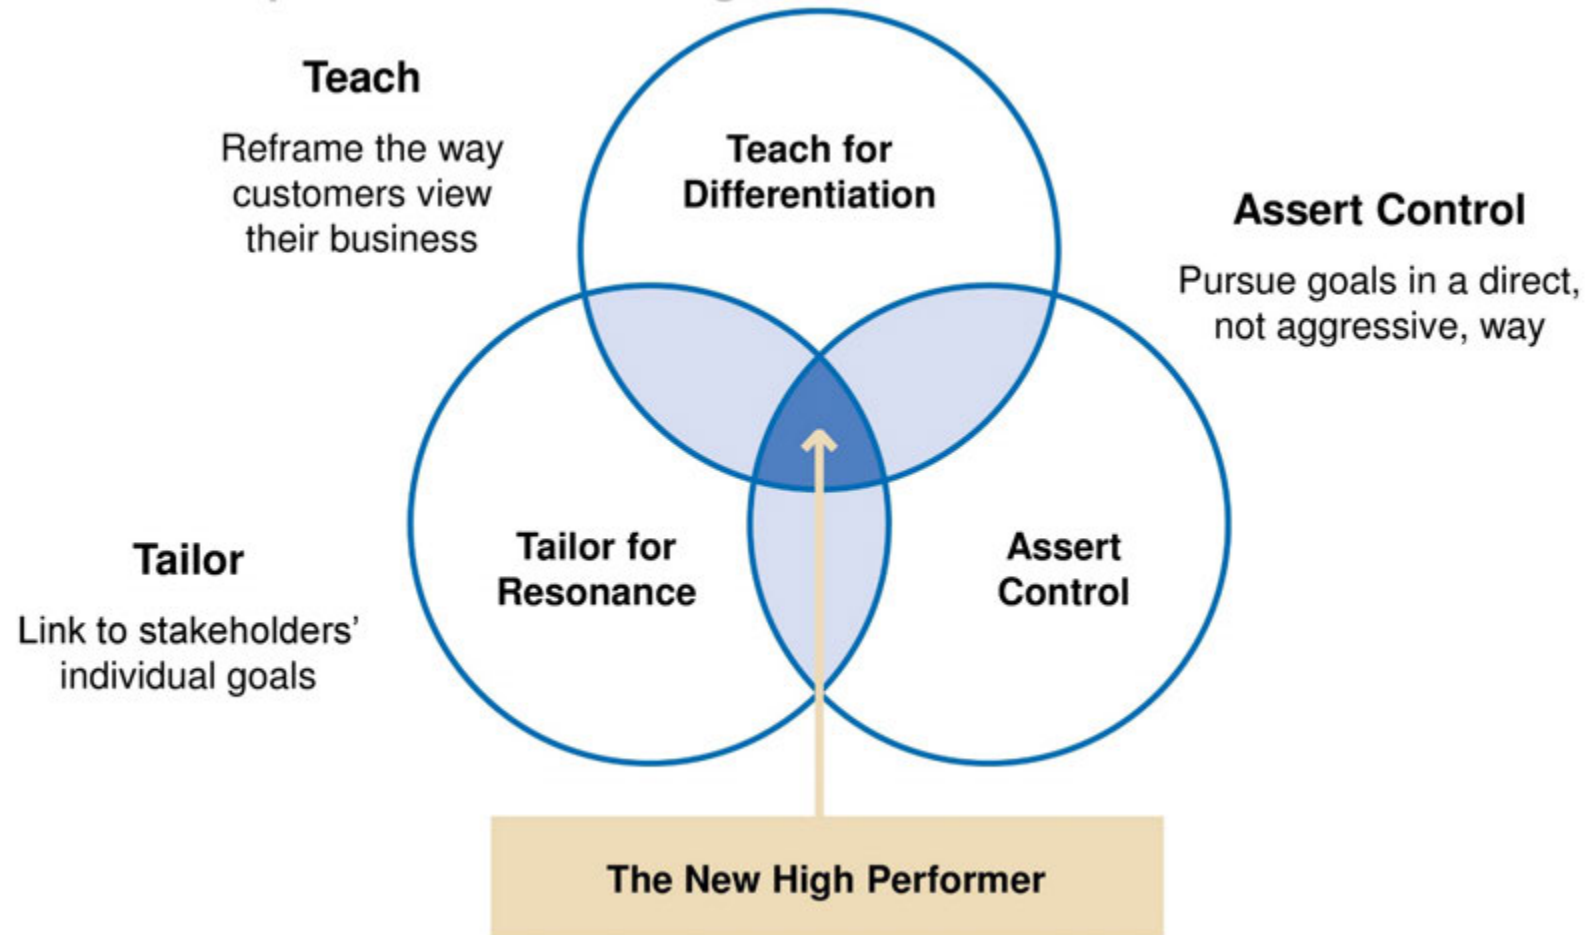 Teach
Reframe the way
customers view
their business
Teach for
Differentiation
Assert Control
Pursue goals in a direct,
not aggressive, way
Tailor
Link to stakeholders’
individual goals
Tailor for
Resonance
Assert
Control
The New High Performer